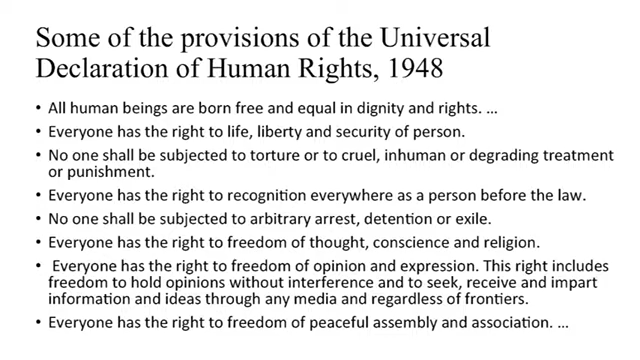 Some of the provisions of the Universal
Declaration of Human Rights, 1948
• All human beings are born free and equal in dignity and rights. ...
• Everyone has the right to life, liberty and security of person.
• No one shall be subjected to torture or to cruel, inhuman or degrading treatment
or punishment.
• Everyone has the right to recognition everywhere as a person before the law.
• No one shall be subjected to arbitrary arrest, detention or exile.
• Everyone has the right to freedom of thought, conscience and religion.
• Everyone has the right to freedom of opinion and expression. This right includes
freedom to hold opinions without interference and to seek, receive and impart
information and ideas through any media and regardless of frontiers.
• Everyone has the right to freedom of peaceful assembly and association. ...